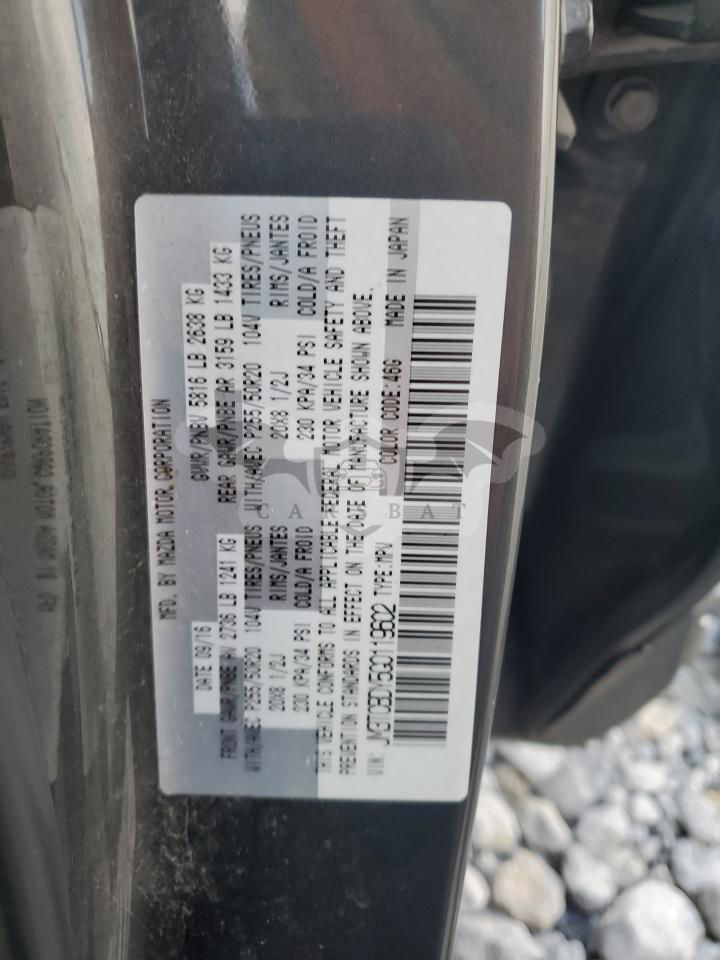 MFD. BY MAZDA MOTOR CORPORATION
DATE 09/16 GVWR/PNBV 5816 LB 2638 KG
FRONT GAWR/PNBE AV 2736 LB 1241 KG REAR GAWR/PNBE AR 3159 LB 1433 KG
WITH/AVEC P255/50R20 104V TIRES/PNEUS WITH/AVEC P255/50R20 104V TIRES/PNEUS
20X8 1/2J RIMS/JANTES 20X8 1/2J RIMS/JANTES
230 KPA/34 PSI COLD/A FROID 230 KPA/34 PSI COLD/A FROID
THIS VEHICLE CONFORMS TO ALL APPLICABLE FEDERAL MOTOR VEHICLE SAFETY AND THEFT
PREVENTION STANDARDS IN EFFECT ON THE DATE OF MANUFACTURE SHOWN ABOVE.
VIN: JM3TCBDY5G0119602 TYPE:MPV COLOR CODE 46G MADE IN JAPAN
CARSBAT